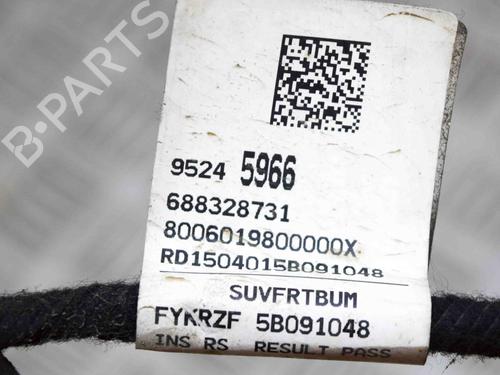 B·PARTS
9524 5966
688328731
8006019800000X
RD1504015B091048
SUVFRTBUM
FYKRZF 5B091048
INS RS RESULT PASS